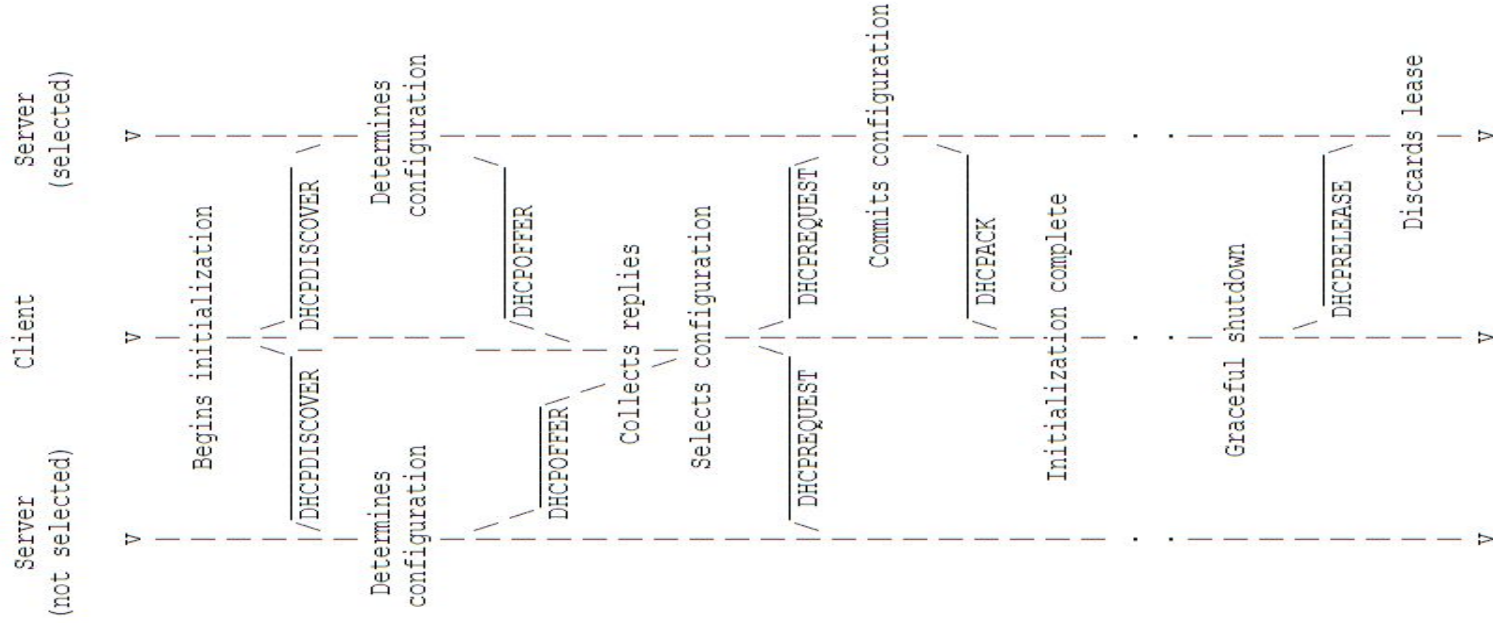 Server Client Server
(not selected) (selected)
v v v
Begins initialization
DHCPDISCOVER DHCPDISCOVER
Determines Determines
configuration configuration
DHCPOFFER
DHCPOFFER
Collects replies
Selects configuration
DHCPREQUEST DHCPREQUEST
Commits configuration
DHCPACK
Initialization complete
. . .
. . .
Graceful shutdown
DHCPRELEASE
Discards lease
v v v